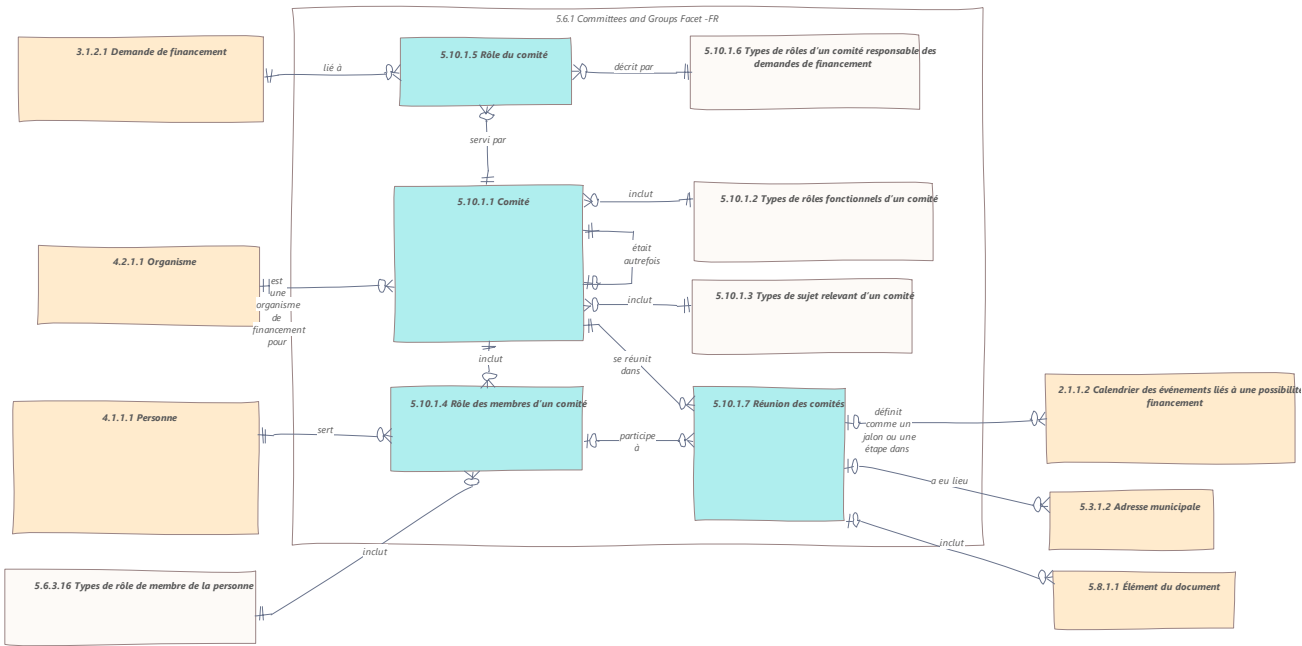 5.6.1 Committees and Groups Facet -FR
3.1.2.1 Demande de financement
lié à
5.10.1.5 Rôle du comité
décrit par
5.10.1.6 Types de rôles d'un comité responsable des
demandes de financement
servi par
5.10.1.1 Comité
inclut
5.10.1.2 Types de rôles fonctionnels d'un comité
était
autrefois
4.2.1.1 Organisme
est
une
organisme
de
financement
pour
inclut
5.10.1.3 Types de sujet relevant d'un comité
inclut
se réunit
dans
4.1.1.1 Personne
sert
5.10.1.4 Rôle des membres d'un comité
participe
à
5.10.1.7 Réunion des comités
définit
comme un
jalon ou une
étape dans
2.1.1.2 Calendrier des événements liés à une possibilité
financement
a eu lieu
5.3.1.2 Adresse municipale
inclut
inclut
5.6.3.16 Types de rôle de membre de la personne
5.8.1.1 Élément du document